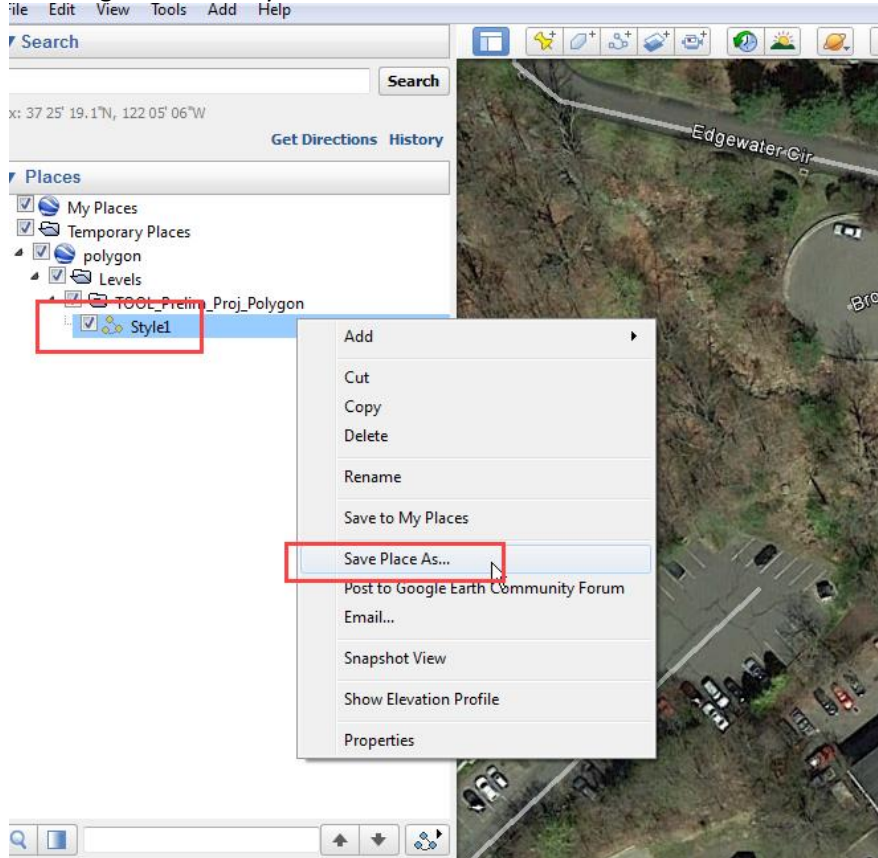 File Edit View Tools Add Help
Search
Search
x: 37 25' 19.1"N, 122 05' 06"W
Get Directions History
Places
My Places
Temporary Places
polygon
Levels
TOOL_Prelim_Proj_Polygon
Style1
Add
Cut
Copy
Delete
Rename
Save to My Places
Save Place As...
Post to Google Earth Community Forum
Email...
Snapshot View
Show Elevation Profile
Properties
Edgewater Cir
Bro